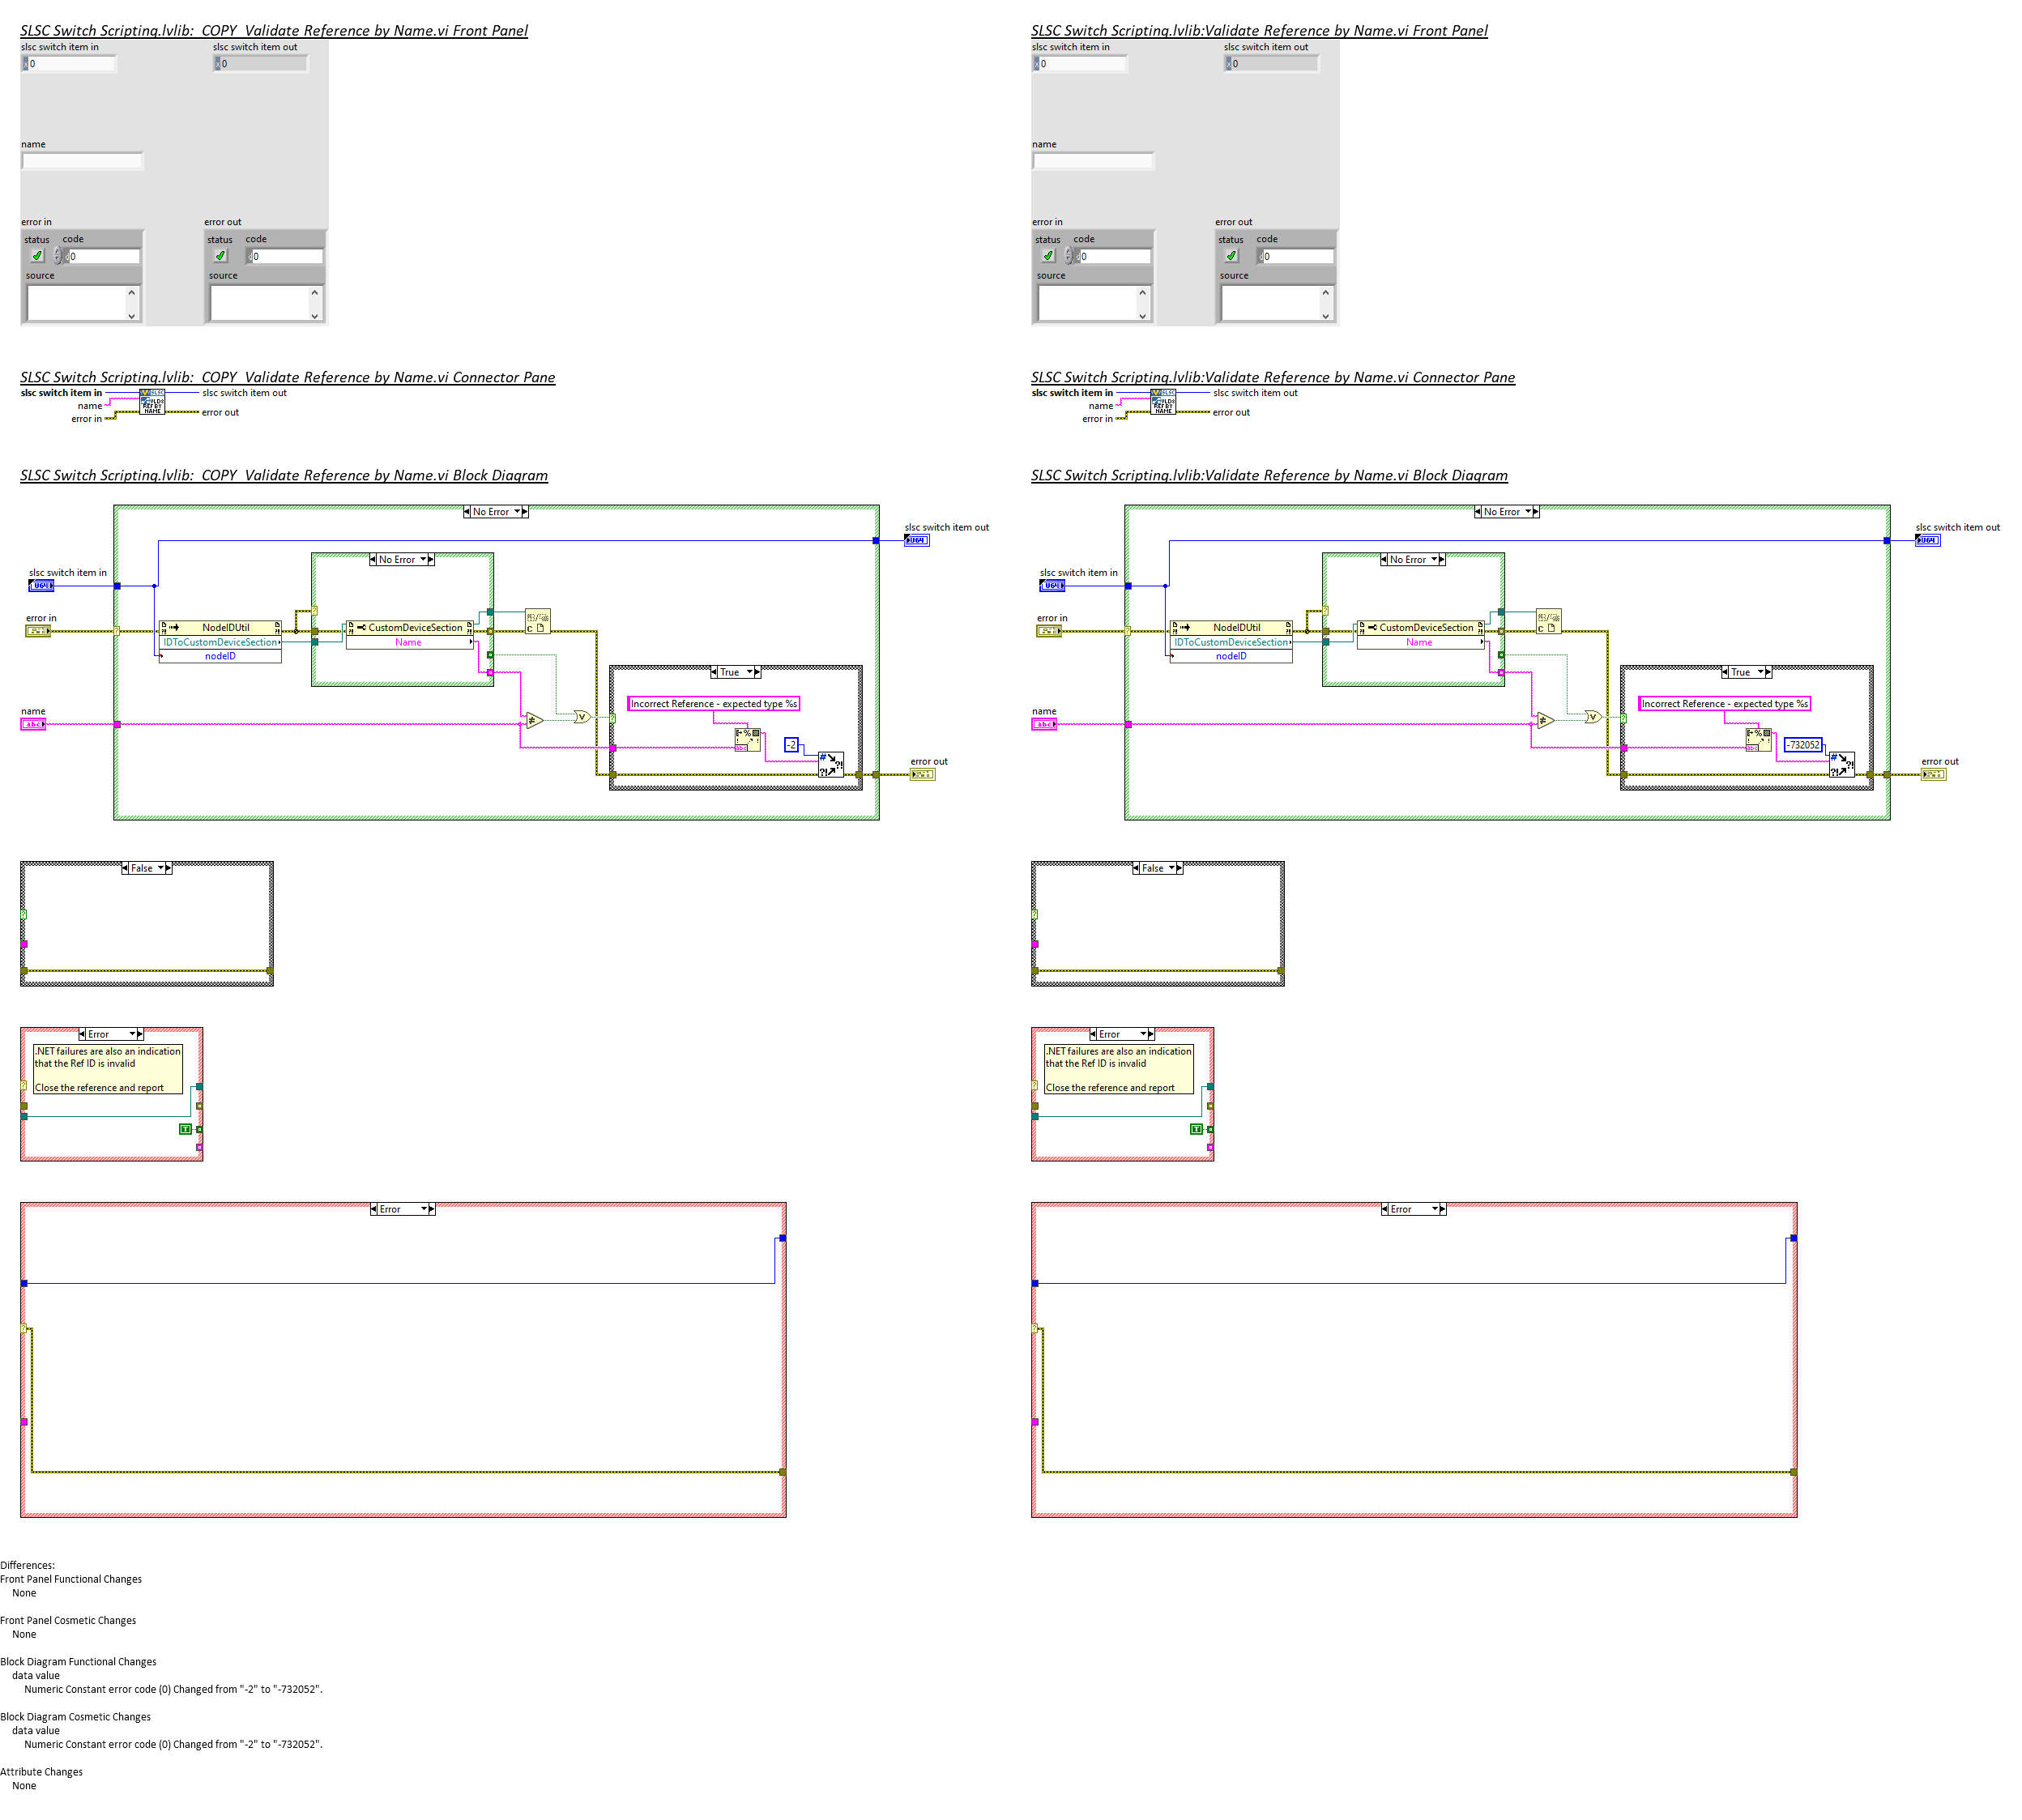 SLSC Switch Scripting.lvlib:  COPY  Validate Reference by Name.vi Front Panel
slsc switch item in
slsc switch item out
0
0
name
error in
error out
status
code
0
source
status
code
0
source
SLSC Switch Scripting.lvlib:  COPY  Validate Reference by Name.vi Connector Pane
slsc switch item in
slsc switch item out
name
error in
error out
REF BY
NAME
SLSC Switch Scripting.lvlib:  COPY  Validate Reference by Name.vi Block Diagram
No Error
slsc switch item out
U64
No Error
slsc switch item in
U64
error in
NodeIDUtil
IDToCustomDeviceSection
nodeID
CustomDeviceSection
Name
True
Incorrect Reference - expected type %s
name
abc
-2
error out
False
Error
.NET failures are also an indication
that the Ref ID is invalid
Close the reference and report
T
Error
SLSC Switch Scripting.lvlib:Validate Reference by Name.vi Front Panel
slsc switch item in
slsc switch item out
0
0
name
error in
error out
status
code
0
source
status
code
0
source
SLSC Switch Scripting.lvlib:Validate Reference by Name.vi Connector Pane
slsc switch item in
slsc switch item out
name
error in
error out
REF BY
NAME
SLSC Switch Scripting.lvlib:Validate Reference by Name.vi Block Diagram
No Error
slsc switch item out
U64
No Error
slsc switch item in
U64
error in
NodeIDUtil
IDToCustomDeviceSection
nodeID
CustomDeviceSection
Name
True
Incorrect Reference - expected type %s
name
abc
-732052
error out
False
Error
.NET failures are also an indication
that the Ref ID is invalid
Close the reference and report
T
Error
Differences:
Front Panel Functional Changes
None
Front Panel Cosmetic Changes
None
Block Diagram Functional Changes
data value
Numeric Constant error code (0) Changed from "-2" to "-732052".
Block Diagram Cosmetic Changes
data value
Numeric Constant error code (0) Changed from "-2" to "-732052".
Attribute Changes
None